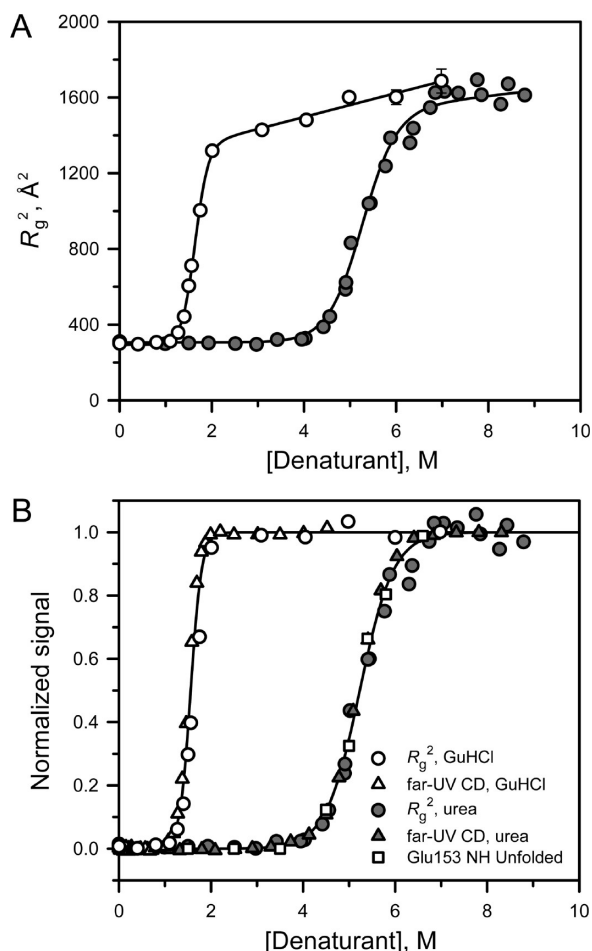 A
2000
1600
1200
800
400
0
Rg², Å²
0 2 4 6 8 10
[Denaturant], M
B
1.0
0.8
0.6
0.4
0.2
0.0
Normalized signal
Rg², GuHCl
far-UV CD, GuHCl
Rg², urea
far-UV CD, urea
Glu153 NH Unfolded
0 2 4 6 8 10
[Denaturant], M